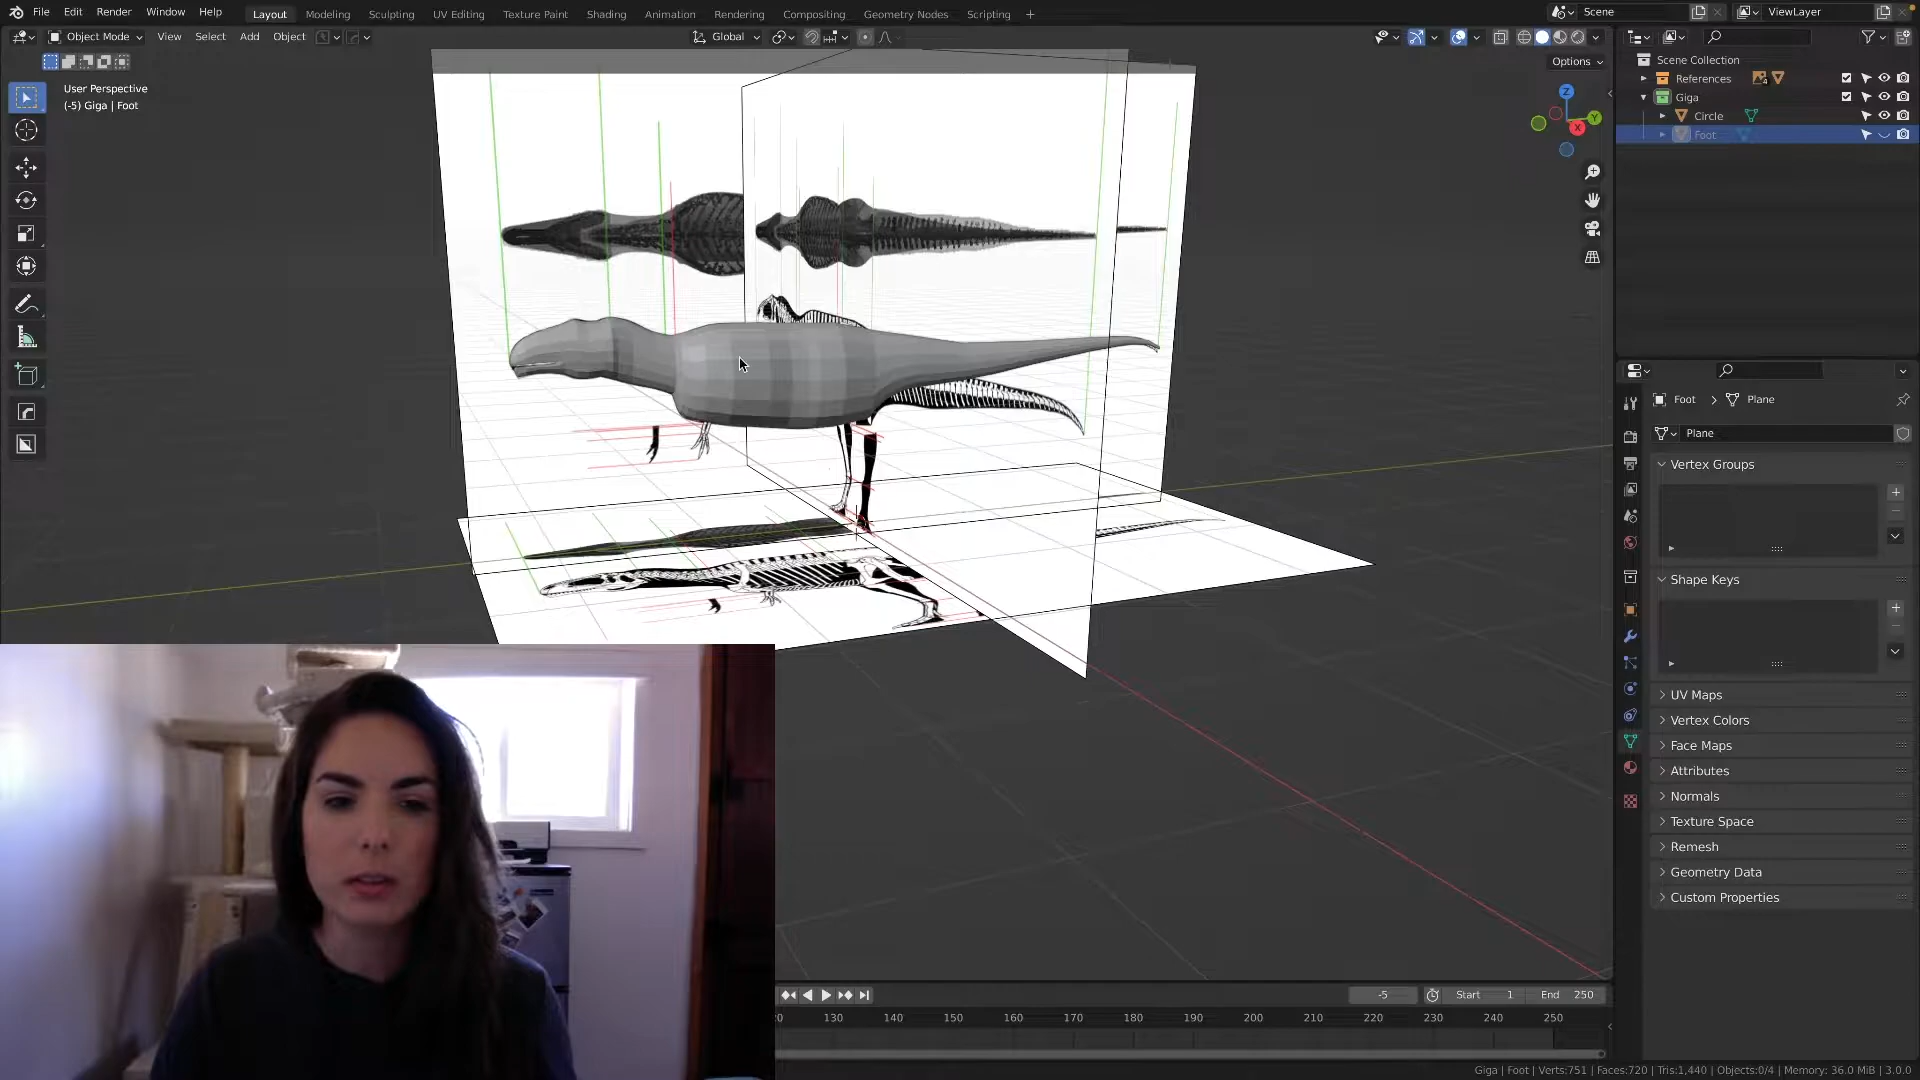 File Edit Render Window Help
Layout Modeling Sculpting UV Editing Texture Paint Shading Animation Rendering Compositing Geometry Nodes Scripting +
Scene
ViewLayer
Object Mode View Select Add Object
Global
Options
User Perspective
(-5) Giga | Foot
Z
Y
X
Scene Collection
References
Giga
Circle
Foot
Foot > Plane
Plane
Vertex Groups
Shape Keys
UV Maps
Vertex Colors
Face Maps
Attributes
Normals
Texture Space
Remesh
Geometry Data
Custom Properties
-5
Start 1
End 250
130 140 150 160 170 180 190 200 210 220 230 240 250
Giga | Foot | Verts:751 | Faces:720 | Tris:1,440 | Objects:0/4 | Memory: 36.0 MiB | 3.0.0